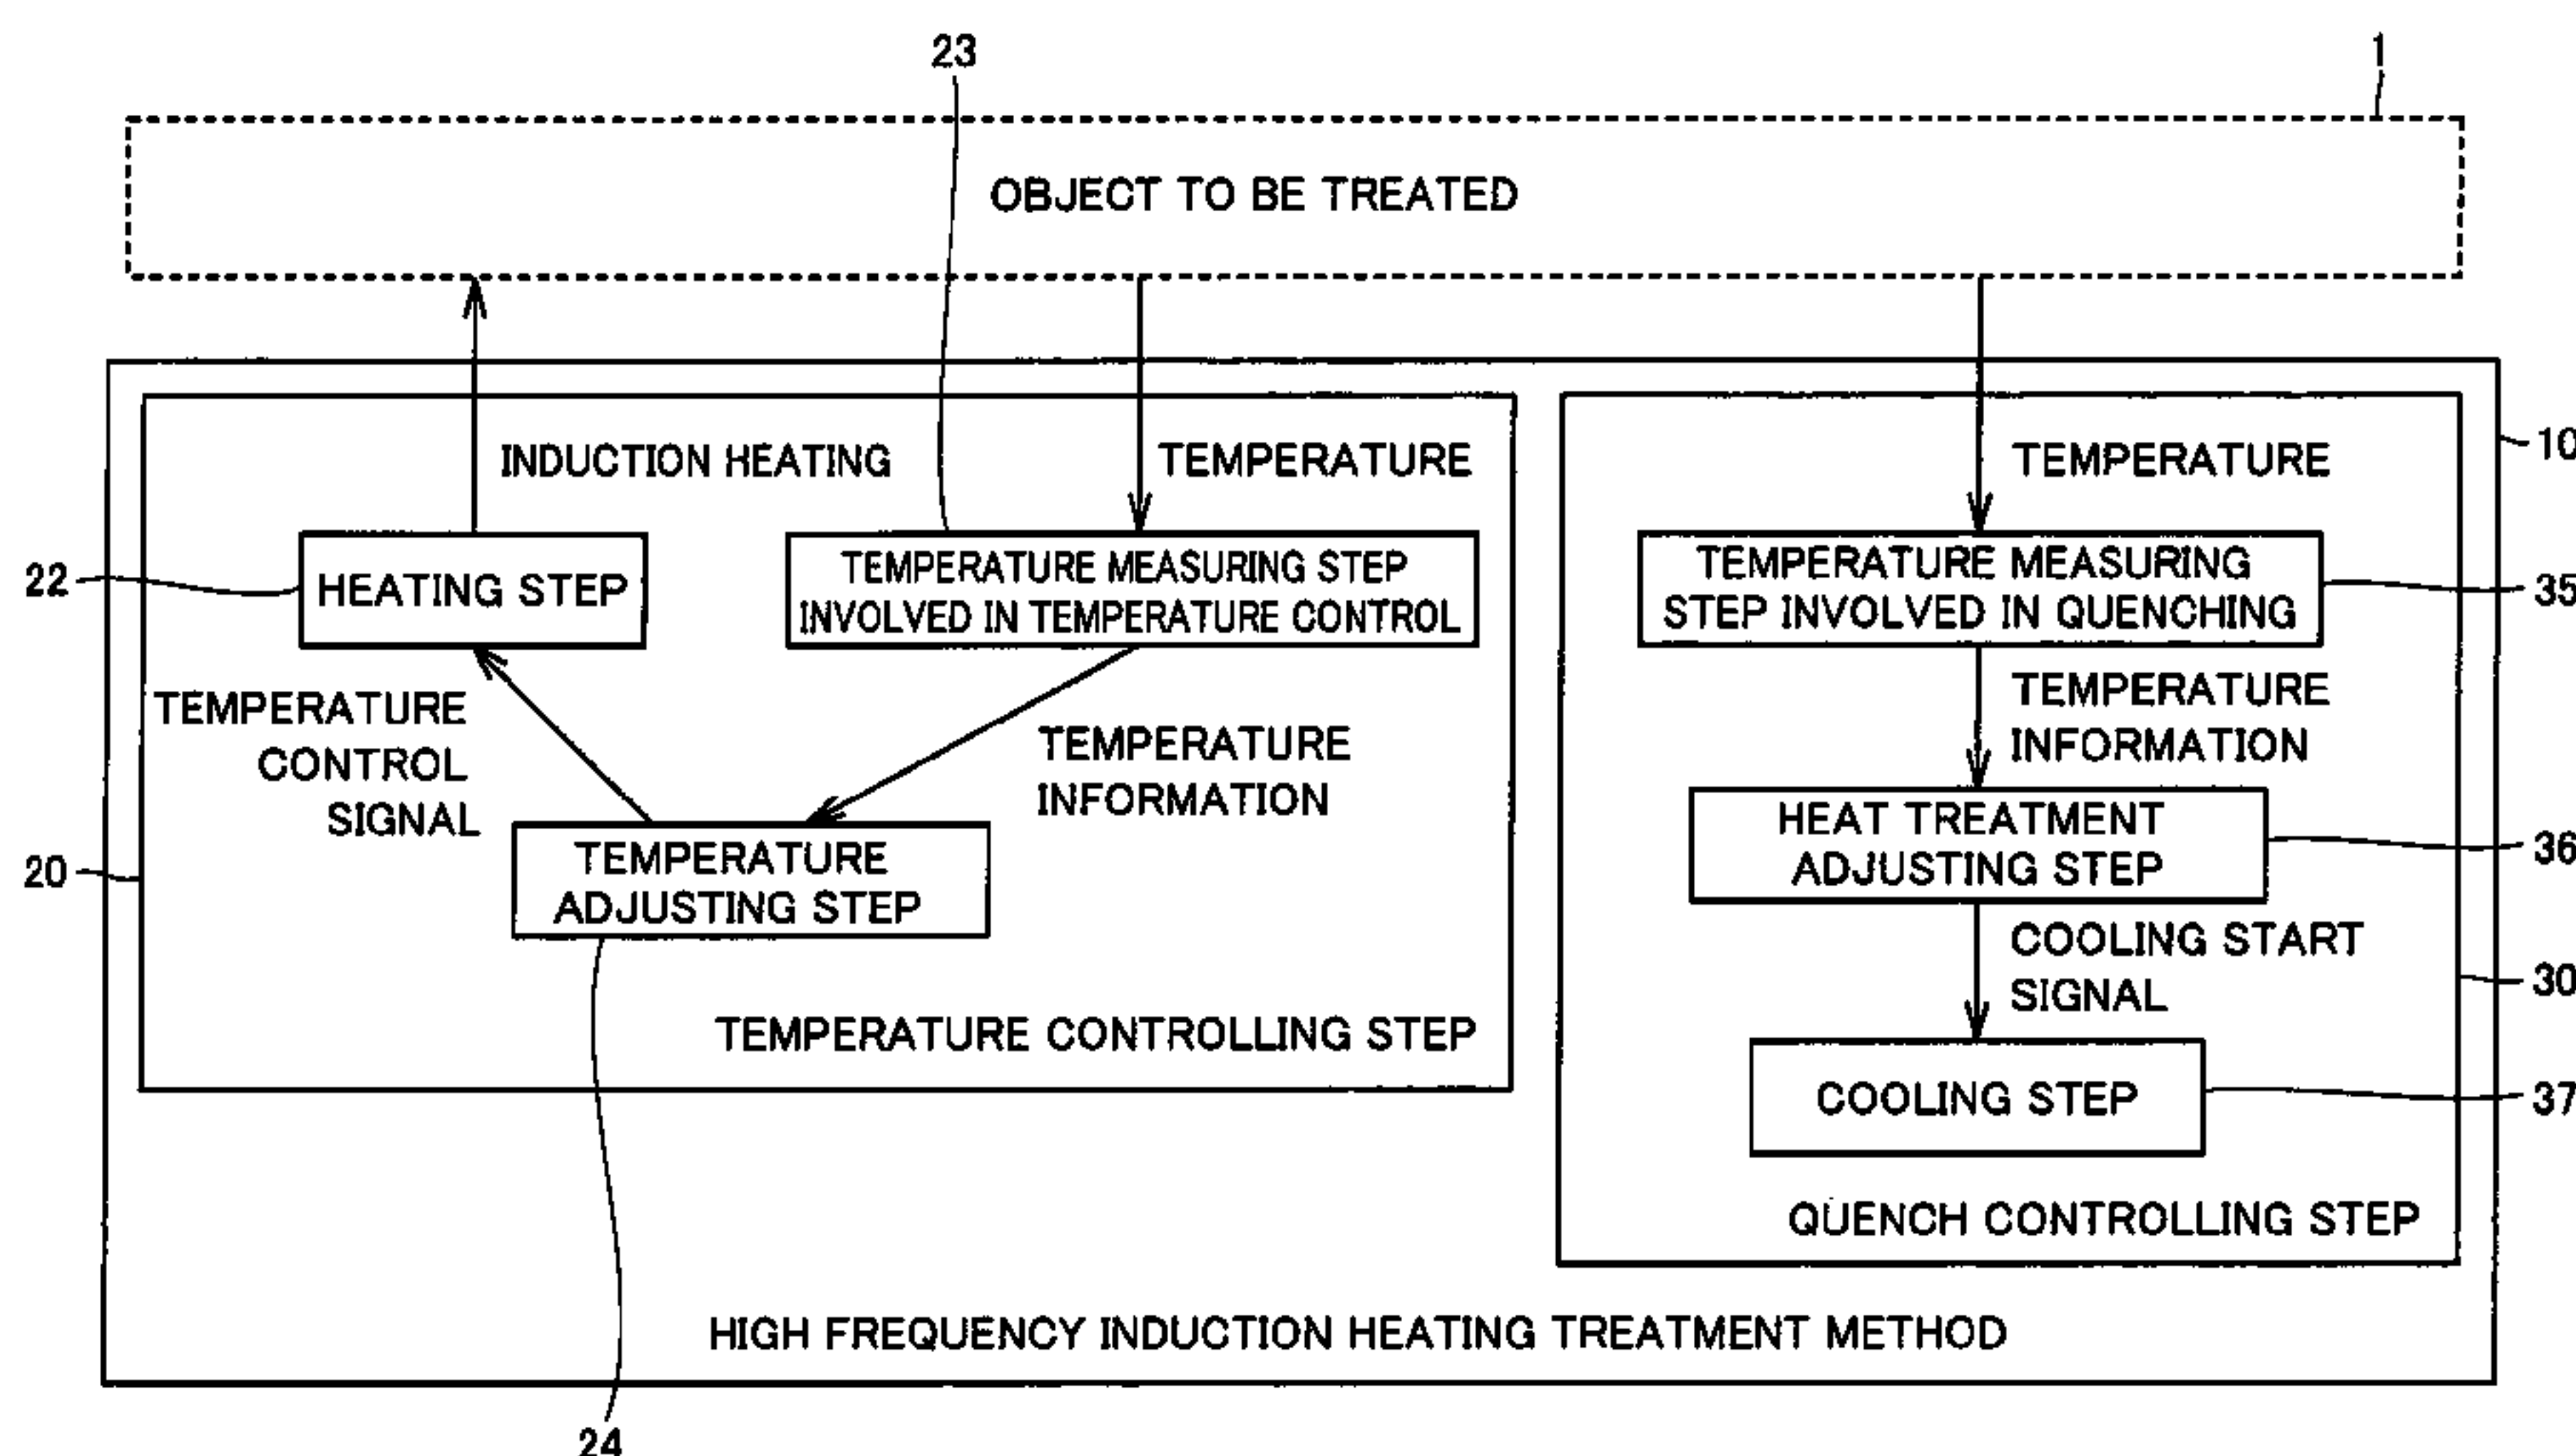 23
1
OBJECT TO BE TREATED
INDUCTION HEATING
TEMPERATURE
TEMPERATURE
10
22
HEATING STEP
TEMPERATURE MEASURING STEP
INVOLVED IN TEMPERATURE CONTROL
TEMPERATURE MEASURING
STEP INVOLVED IN QUENCHING
35
TEMPERATURE
CONTROL
SIGNAL
TEMPERATURE
INFORMATION
TEMPERATURE
INFORMATION
20
TEMPERATURE
ADJUSTING STEP
HEAT TREATMENT
ADJUSTING STEP
36
COOLING START
SIGNAL
30
TEMPERATURE CONTROLLING STEP
COOLING STEP
37
QUENCH CONTROLLING STEP
HIGH FREQUENCY INDUCTION HEATING TREATMENT METHOD
24